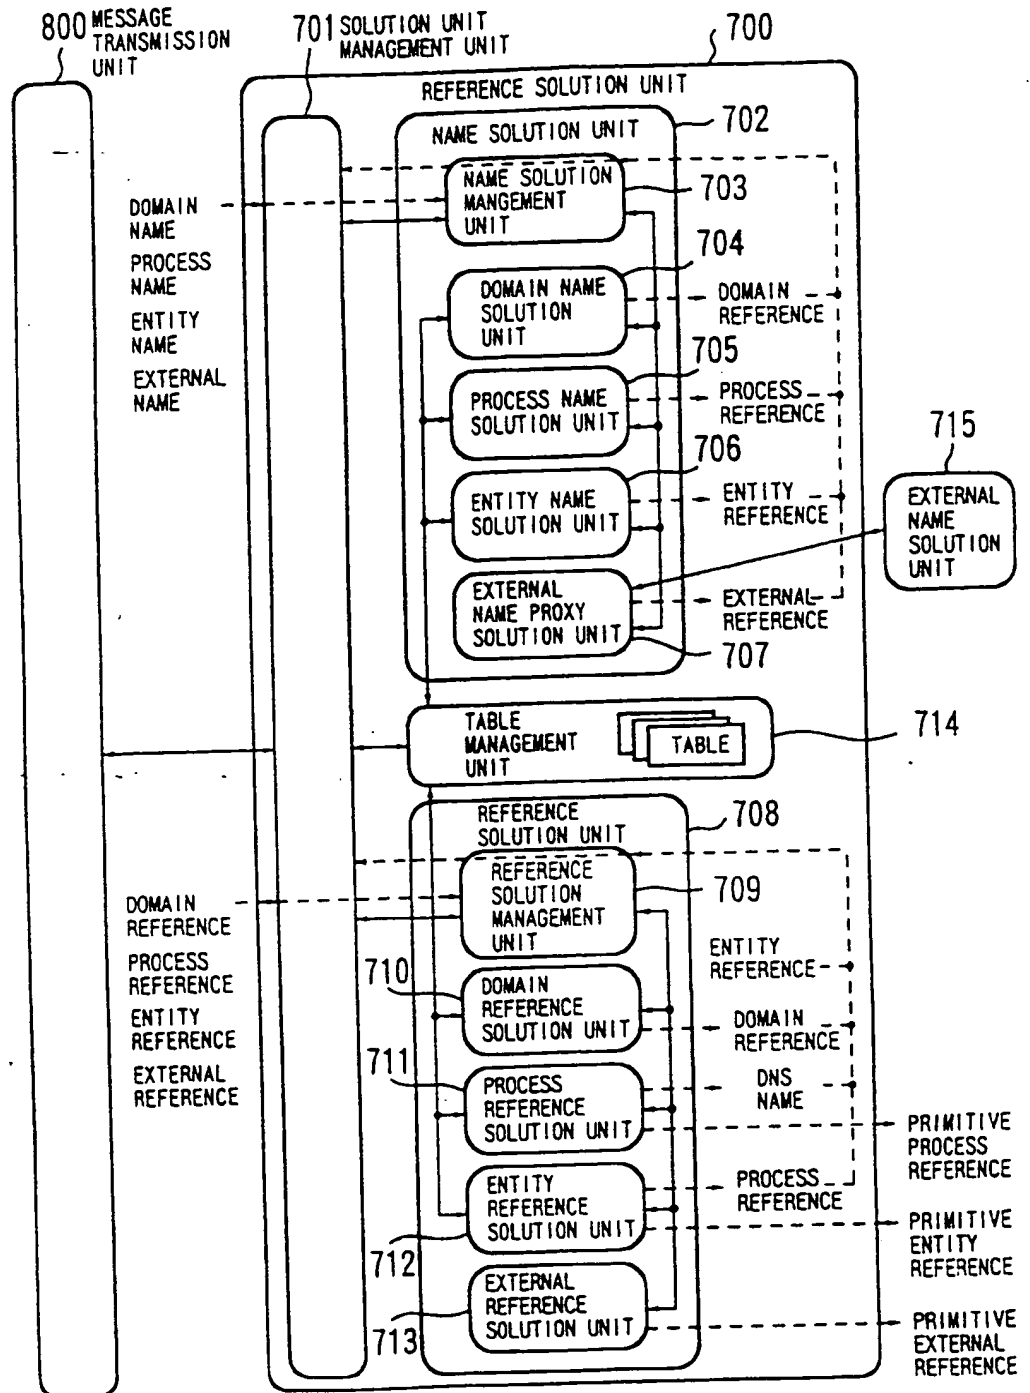 800 MESSAGE
TRANSMISSION
UNIT
701 SOLUTION UNIT
MANAGEMENT UNIT
700
REFERENCE SOLUTION UNIT
NAME SOLUTION UNIT
702
NAME SOLUTION
MANGEMENT
UNIT
703
DOMAIN
NAME
PROCESS
NAME
ENTITY
NAME
EXTERNAL
NAME
704
DOMAIN NAME
SOLUTION
UNIT
DOMAIN
REFERENCE
705
PROCESS NAME
SOLUTION UNIT
PROCESS
REFERENCE
706
ENTITY NAME
SOLUTION UNIT
ENTITY
REFERENCE
715
EXTERNAL
NAME
SOLUTION
UNIT
EXTERNAL
NAME PROXY
SOLUTION UNIT
EXTERNAL
REFERENCE
707
TABLE
MANAGEMENT
UNIT
TABLE
714
REFERENCE
SOLUTION UNIT
708
REFERENCE
SOLUTION
MANAGEMENT
UNIT
709
DOMAIN
REFERENCE
PROCESS
REFERENCE
ENTITY
REFERENCE
EXTERNAL
REFERENCE
ENTITY
REFERENCE
710
DOMAIN
REFERENCE
SOLUTION UNIT
DOMAIN
REFERENCE
711
PROCESS
REFERENCE
SOLUTION UNIT
DNS
NAME
PRIMITIVE
PROCESS
REFERENCE
ENTITY
REFERENCE
SOLUTION UNIT
PROCESS
REFERENCE
712
PRIMITIVE
ENTITY
REFERENCE
EXTERNAL
REFERENCE
SOLUTION UNIT
713
PRIMITIVE
EXTERNAL
REFERENCE